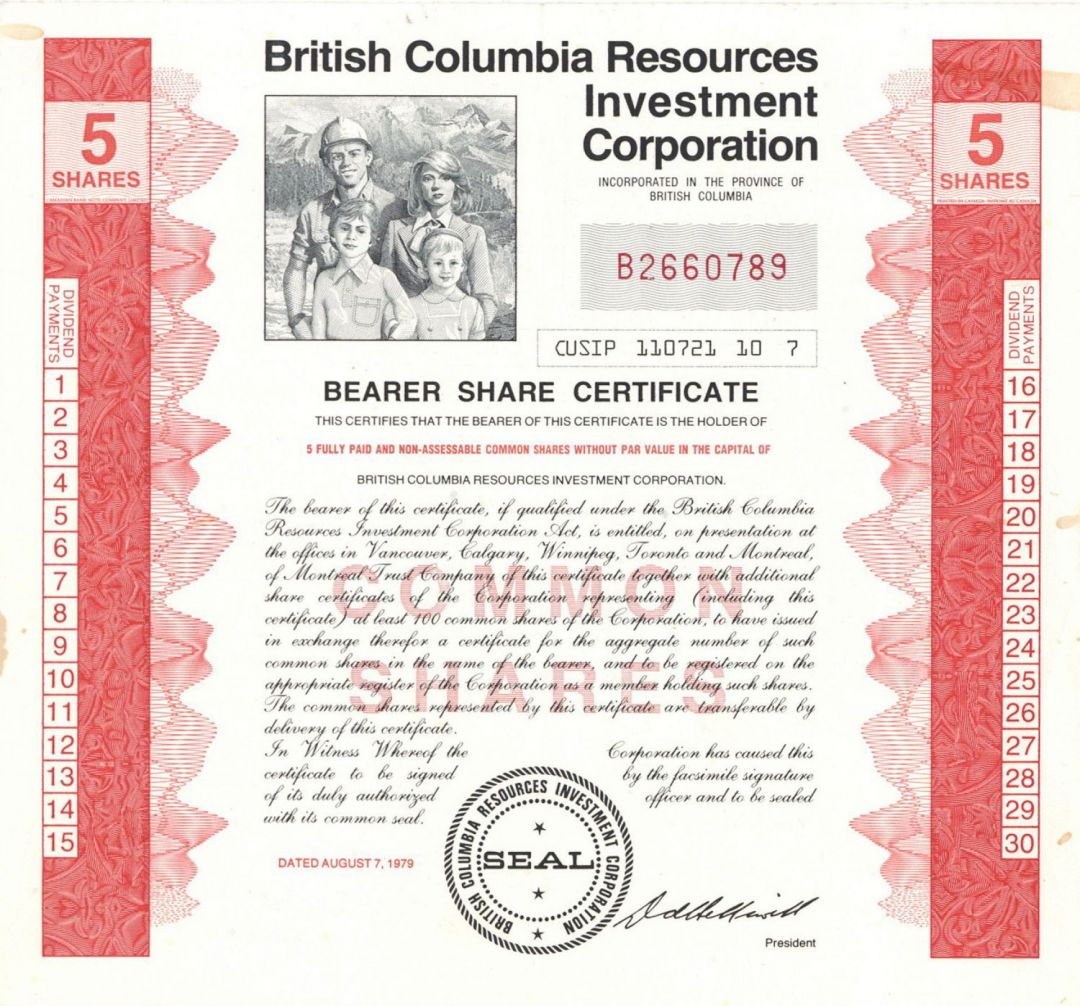 British Columbia Resources
Investment
Corporation
INCORPORATED IN THE PROVINCE OF
BRITISH COLUMBIA
5
SHARES
CANADIAN BANK NOTE COMPANY, LIMITED
5
SHARES
PRINTED IN CANADA
B2660789
CUSIP 110721 10 7
BEARER SHARE CERTIFICATE
THIS CERTIFIES THAT THE BEARER OF THIS CERTIFICATE IS THE HOLDER OF
5 FULLY PAID AND NON-ASSESSABLE COMMON SHARES WITHOUT PAR VALUE IN THE CAPITAL OF
BRITISH COLUMBIA RESOURCES INVESTMENT CORPORATION.
The bearer of this certificate, if qualified under the British Columbia
Resources Investment Corporation Act, is entitled, on presentation at
the offices in Vancouver, Calgary, Winnipeg, Toronto and Montreal,
of Montreal Trust Company of this certificate together with additional
share certificates of the Corporation representing (including this
certificate) at least 100 common shares of the Corporation, to have issued
in exchange therefor a certificate for the aggregate number of such
common shares in the name of the bearer, and to be registered on the
appropriate register of the Corporation as a member holding such shares.
The common shares represented by this certificate are transferable by
delivery of this certificate.
COMMON
SHARES
In Witness Whereof the Corporation has caused this
certificate to be signed by the facsimile signature
of its duly authorized officer and to be sealed
with its common seal.
DATED AUGUST 7, 1979
BRITISH COLUMBIA RESOURCES INVESTMENT CORPORATION
SEAL
President
DIVIDEND
PAYMENTS
1
2
3
4
5
6
7
8
9
10
11
12
13
14
15
DIVIDEND
PAYMENTS
16
17
18
19
20
21
22
23
24
25
26
27
28
29
30